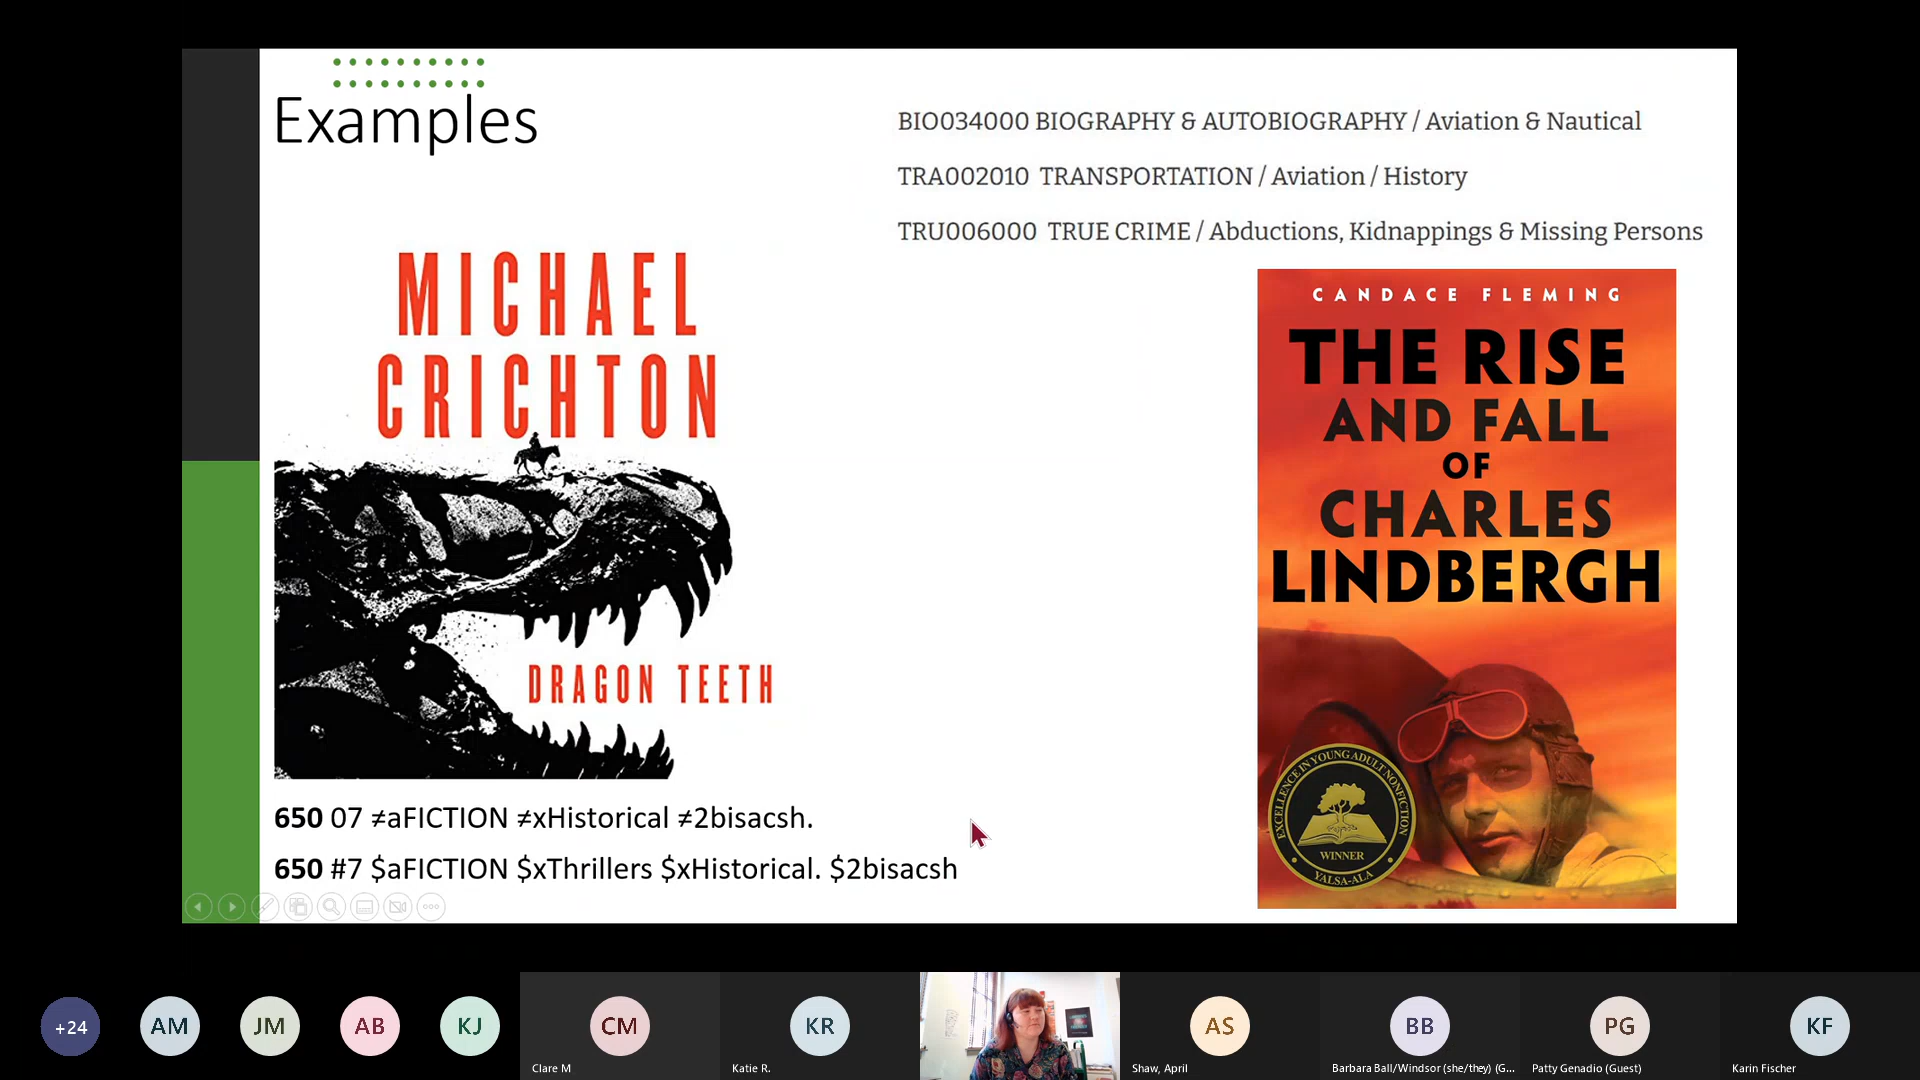 Examples
BIO034000 BIOGRAPHY & AUTOBIOGRAPHY / Aviation & Nautical
TRA002010 TRANSPORTATION / Aviation / History
TRU006000 TRUE CRIME / Abductions, Kidnappings & Missing Persons
MICHAEL
CRICHTON
DRAGON TEETH
650 07 ≠aFICTION ≠xHistorical ≠2bisacsh.
650 #7 $aFICTION $xThrillers $xHistorical. $2bisacsh
CANDACE FLEMING
THE RISE
AND FALL
OF
CHARLES
LINDBERGH
EXCELLENCE IN YOUNG ADULT NONFICTION
WINNER
YALSA-ALA
+24
AM
JM
AB
KJ
CM
Clare M
KR
Katie R.
AS
Shaw, April
BB
Barbara Ball/Windsor (she/they) (G...
PG
Patty Genadio (Guest)
KF
Karin Fischer